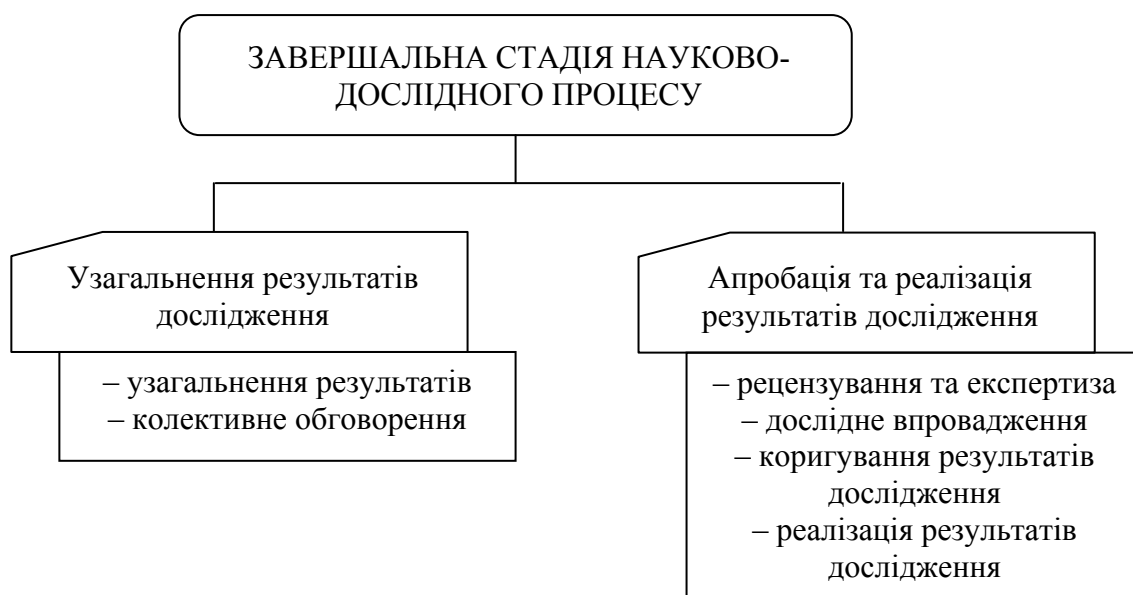 ЗАВЕРШАЛЬНА СТАДІЯ НАУКОВО-
ДОСЛІДНОГО ПРОЦЕСУ
Узагальнення результатів
дослідження
– узагальнення результатів
– колективне обговорення
Апробація та реалізація
результатів дослідження
– рецензування та експертиза
– дослідне впровадження
– коригування результатів
дослідження
– реалізація результатів
дослідження